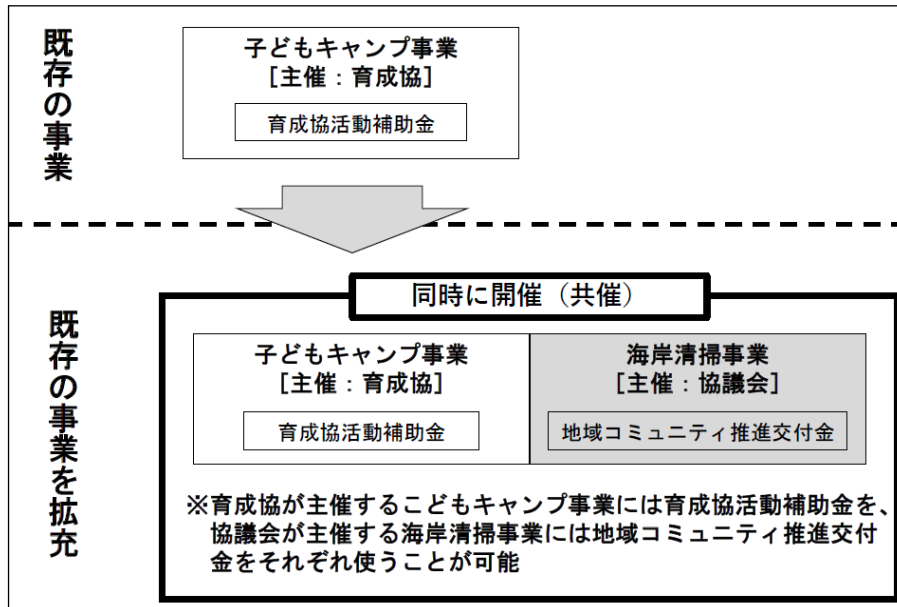 既存の事業
子どもキャンプ事業
[主催：育成協]
育成協活動補助金
既存の事業を拡充
同時に開催（共催）
子どもキャンプ事業
[主催：育成協]
育成協活動補助金
海岸清掃事業
[主催：協議会]
地域コミュニティ推進交付金
※育成協が主催するこどもキャンプ事業には育成協活動補助金を、
協議会が主催する海岸清掃事業には地域コミュニティ推進交付
金をそれぞれ使うことが可能